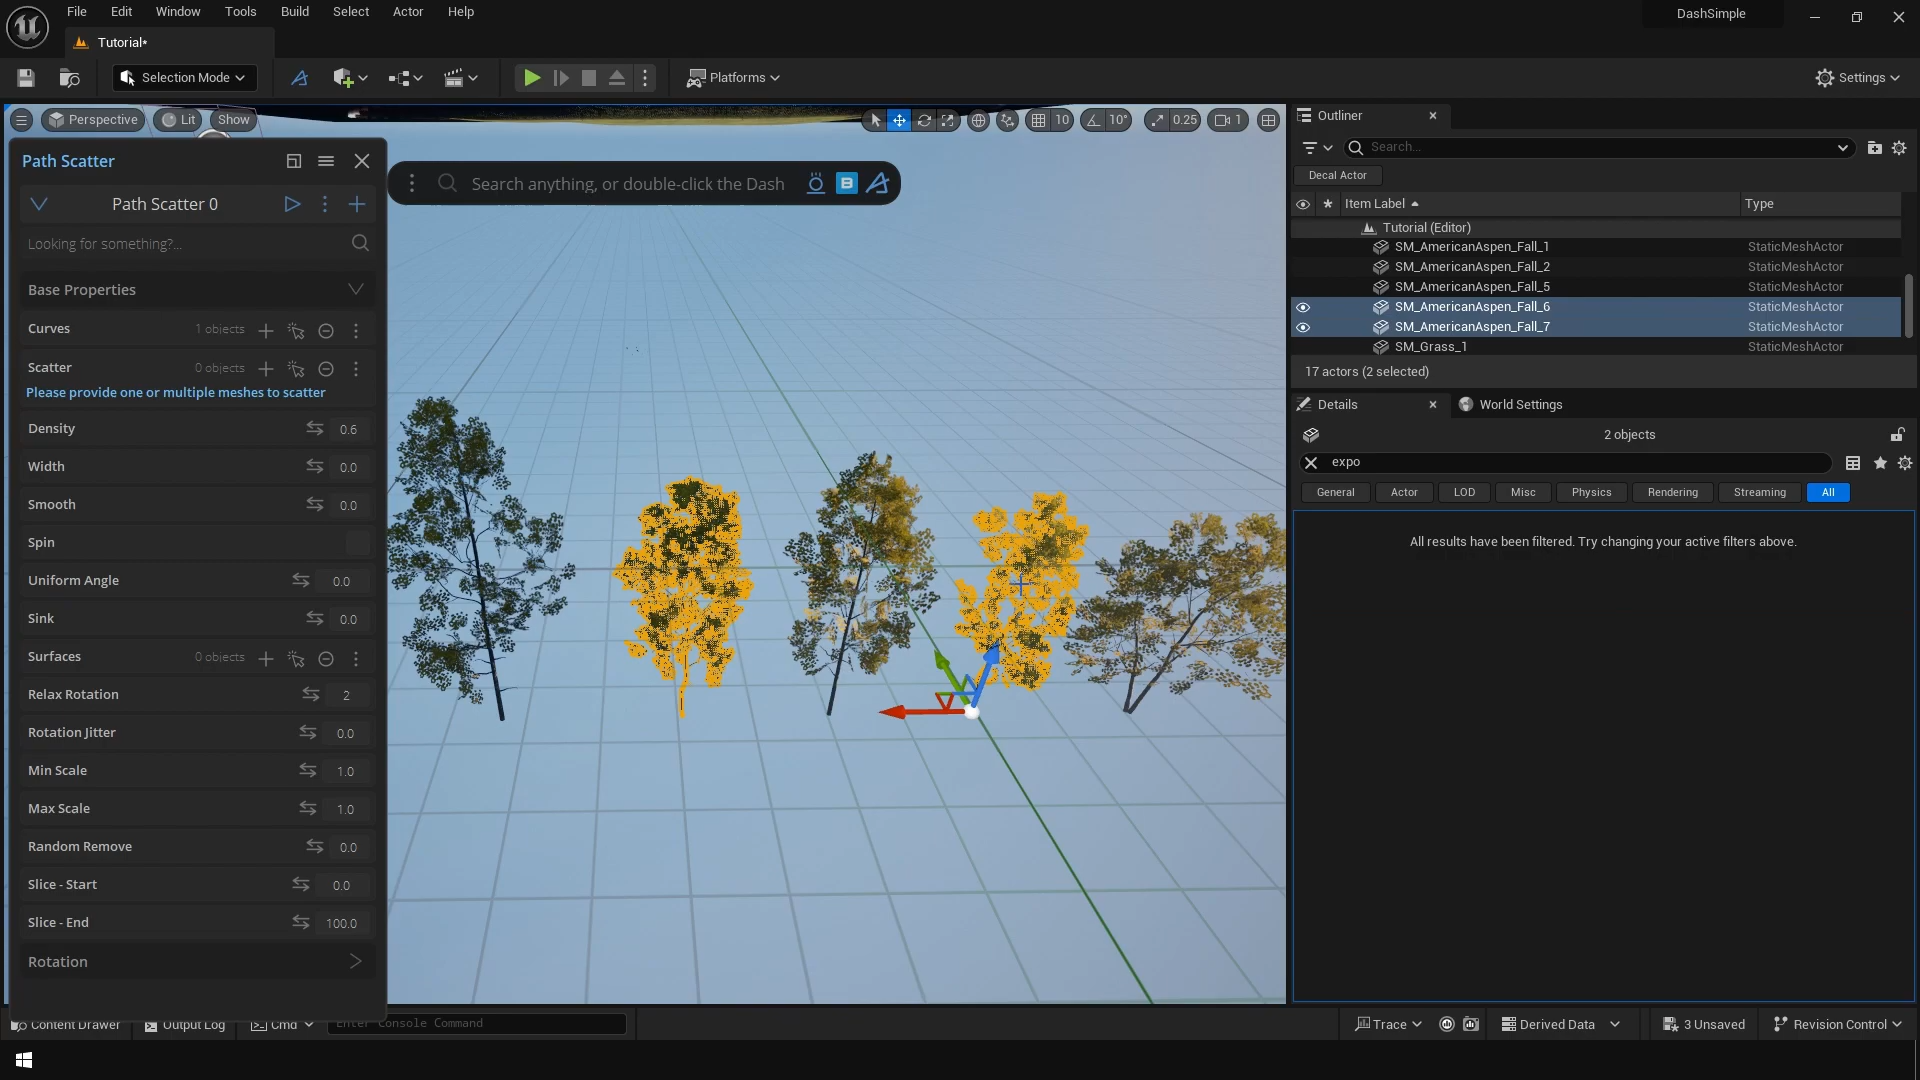 File Edit Window Tools Build Select Actor Help
DashSimple
Tutorial*
Selection Mode
Platforms
Settings
Perspective Lit Show
10 10° 0.25 1
Path Scatter
Path Scatter 0
Looking for something?...
Base Properties
Curves 1 objects
Scatter 0 objects
Please provide one or multiple meshes to scatter
Density 0.6
Width 0.0
Smooth 0.0
Spin
Uniform Angle 0.0
Sink 0.0
Surfaces 0 objects
Relax Rotation 2
Rotation Jitter 0.0
Min Scale 1.0
Max Scale 1.0
Random Remove 0.0
Slice - Start 0.0
Slice - End 100.0
Rotation
Search anything, or double-click the Dash
Outliner
Search...
Decal Actor
Item Label Type
Tutorial (Editor)
SM_AmericanAspen_Fall_1 StaticMeshActor
SM_AmericanAspen_Fall_2 StaticMeshActor
SM_AmericanAspen_Fall_5 StaticMeshActor
SM_AmericanAspen_Fall_6 StaticMeshActor
SM_AmericanAspen_Fall_7 StaticMeshActor
SM_Grass_1 StaticMeshActor
17 actors (2 selected)
Details World Settings
2 objects
expo
General Actor LOD Misc Physics Rendering Streaming All
All results have been filtered. Try changing your active filters above.
Content Drawer Output Log Cmd Enter Console Command
Trace Derived Data 3 Unsaved Revision Control